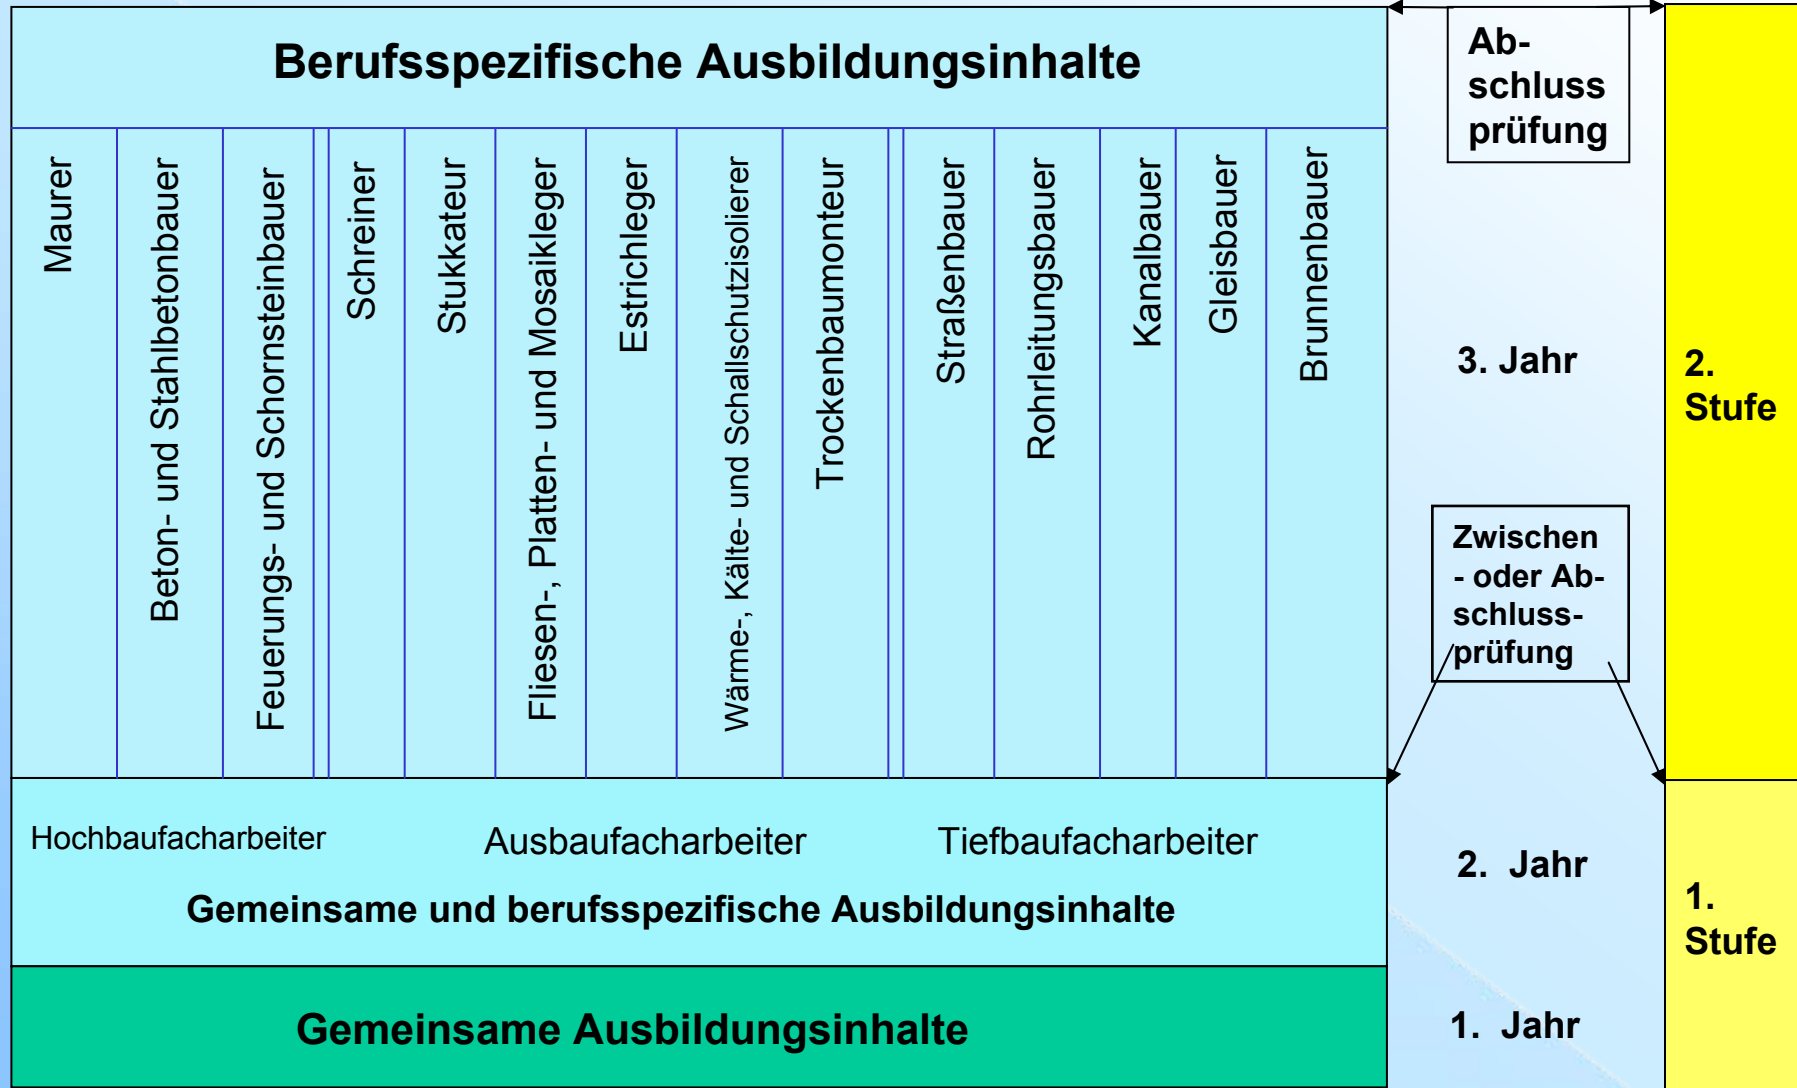 Berufsspezifische Ausbildungsinhalte
Maurer
Beton- und Stahlbetonbauer
Feuerungs- und Schornsteinbauer
Schreiner
Stukkateur
Fliesen-, Platten- und Mosaikleger
Estrichleger
Wärme-, Kälte- und Schallschutzisolierer
Trockenbaumonteur
Straßenbauer
Rohrleitungsbauer
Kanalbauer
Gleisbauer
Brunnenbauer
Ab-
schluss
prüfung
3. Jahr
2.
Stufe
Zwischen
- oder Ab-
schluss-
prüfung
Hochbaufacharbeiter
Ausbaufacharbeiter
Tiefbaufacharbeiter
Gemeinsame und berufsspezifische Ausbildungsinhalte
2. Jahr
1.
Stufe
Gemeinsame Ausbildungsinhalte
1. Jahr